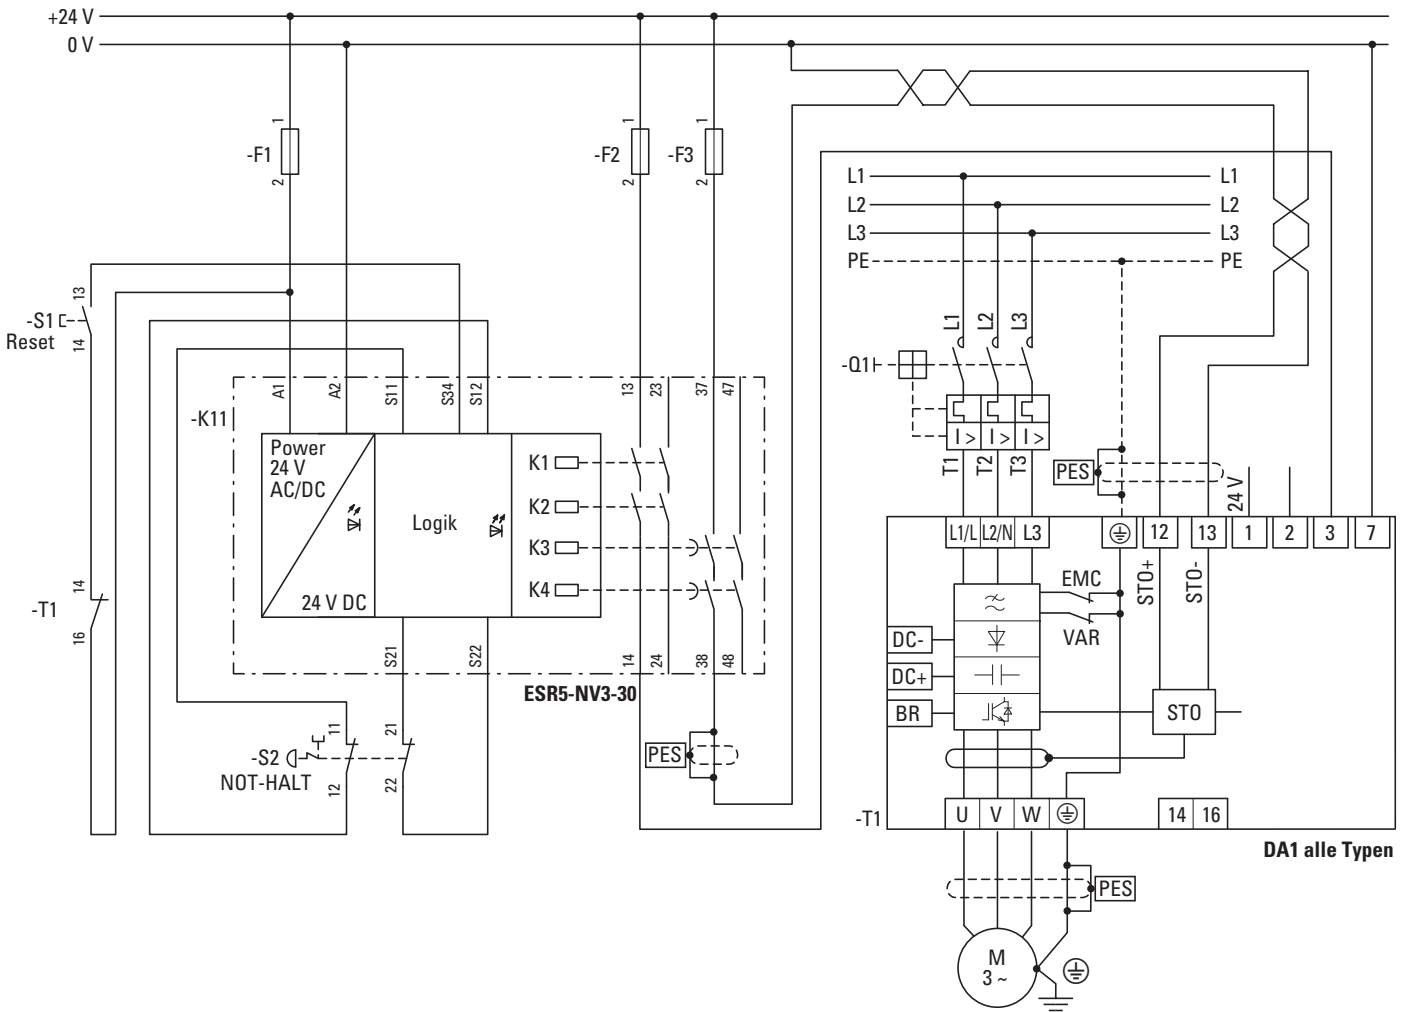 +24 V
0 V
1
-F1
2
1
-F2
2
1
-F3
2
L1
L1
L2
L2
L3
L3
PE
PE
13
-S1
Reset
14
L1
L2
L3
-Q1
I >
I >
I >
T1
T2
T3
PES
24 V
-K11
A1
A2
S11
S34
S12
13
23
37
47
Power
24 V
AC/DC
24 V DC
Logik
K1
K2
K3
K4
S21
S22
14
24
38
48
ESR5-NV3-30
14
-T1
16
11
21
-S2
NOT-HALT
12
22
PES
L1/L
L2/N
L3
12
13
1
2
3
7
STO+
STO-
EMC
VAR
DC-
DC+
BR
STO
-T1
U
V
W
14
16
DA1 alle Typen
PES
M
3 ~